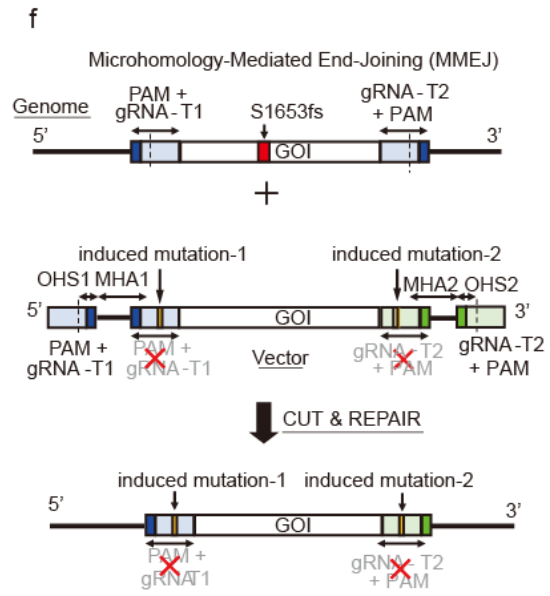 f
Microhomology-Mediated End-Joining (MMEJ)
Genome
PAM +
gRNA-T1
S1653fs
gRNA-T2
+ PAM
5'
GOI
3'
+
induced mutation-1
induced mutation-2
OHS1
MHA1
MHA2
OHS2
5'
GOI
3'
PAM +
gRNA-T1
PAM +
gRNA-T1
Vector
gRNA-T2
+ PAM
gRNA-T2
+ PAM
CUT & REPAIR
induced mutation-1
induced mutation-2
5'
GOI
3'
PAM +
gRNAT1
gRNA-T2
+ PAM